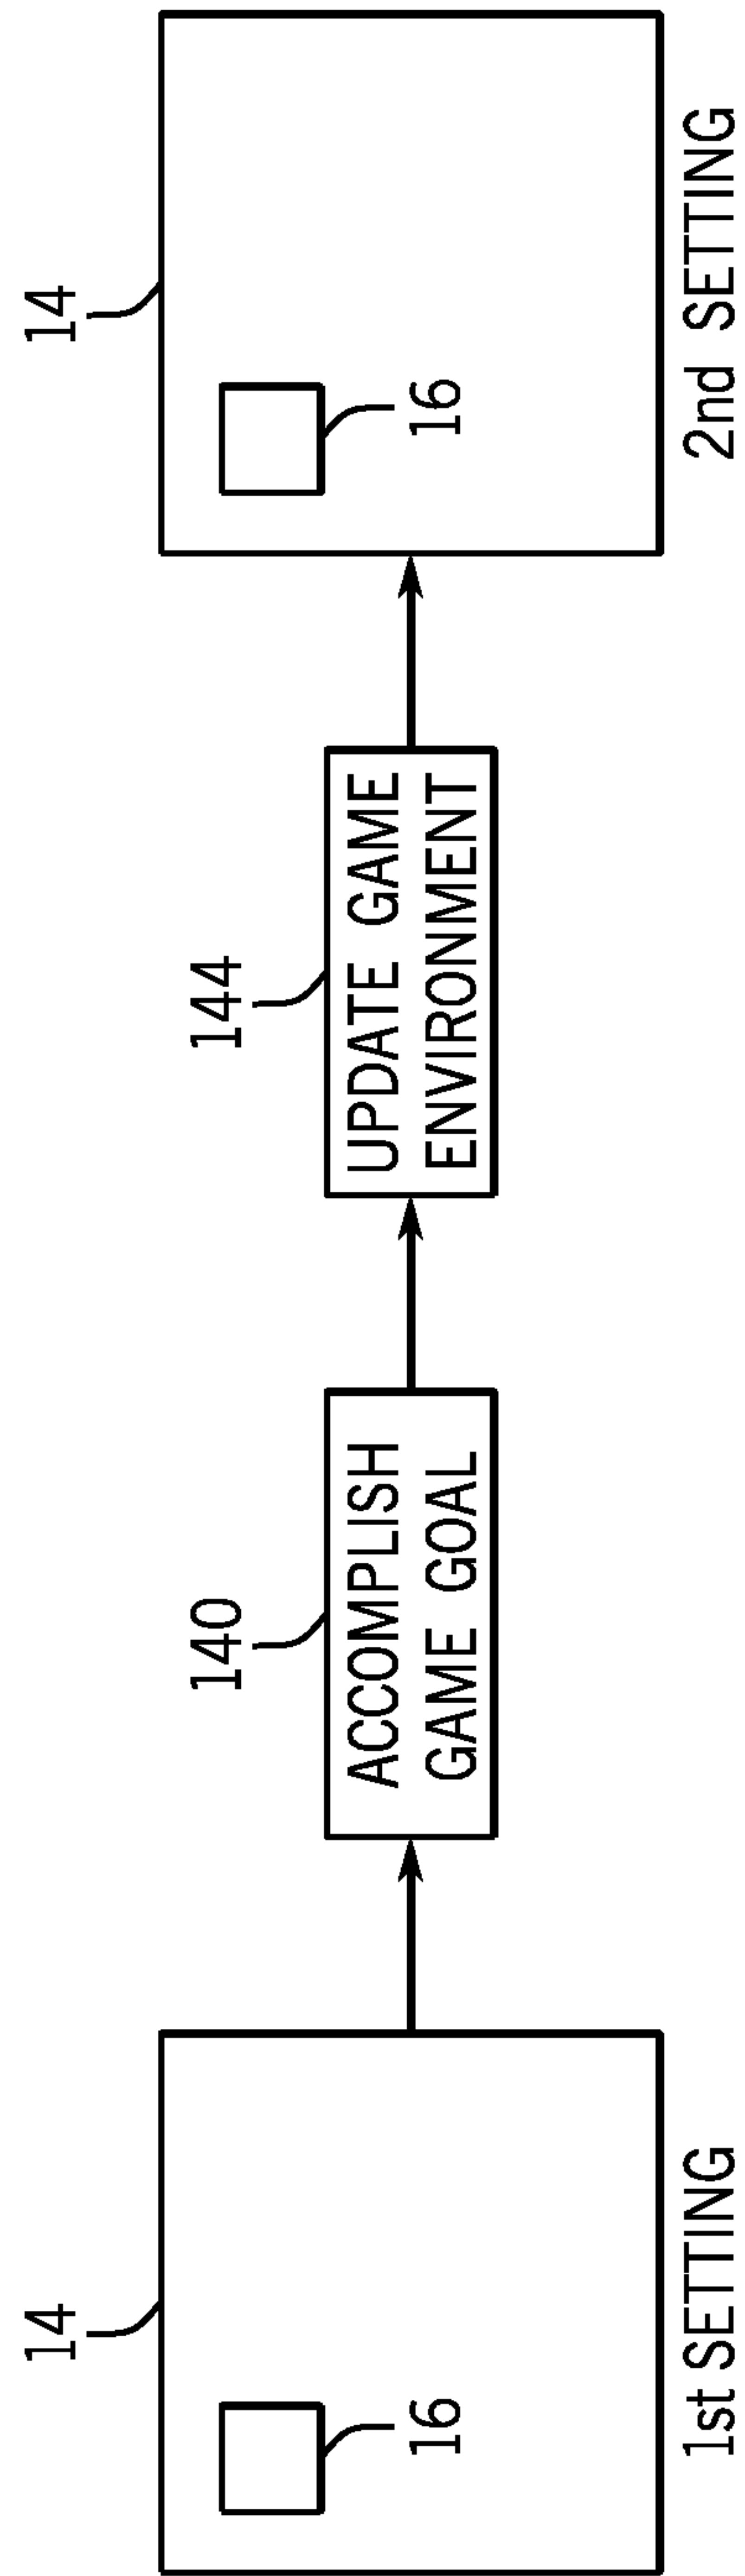 14
16
1st SETTING
140
ACCOMPLISH
GAME GOAL
144
UPDATE GAME
ENVIRONMENT
14
16
2nd SETTING